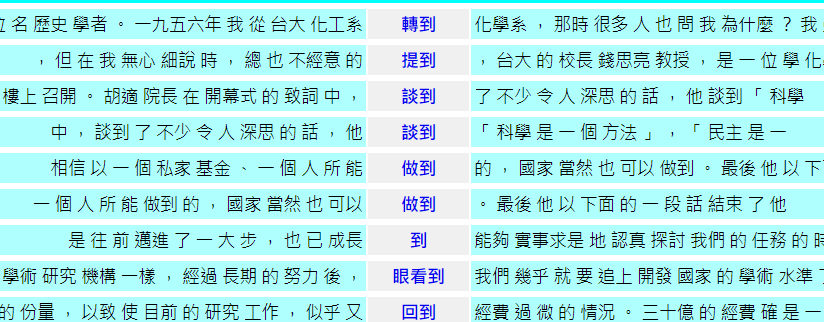 名 歷史 學者 。 一九五六年 我 從 台大 化工系 轉到 化學系 ， 那時 很多 人 也 問 我 為什麼 ？ 我
， 但 在 我 無心 細說 時 ， 總 也 不經意 的 提到 ， 台大 的 校長 錢思亮 教授 ， 是 一 位 學
樓上 召開 。 胡適 院長 在 開幕式 的 致詞 中 ， 談到 了 不少 令 人 深思 的 話 ， 他 談到 「 科學
中 ， 談到 了 不少 令 人 深思 的 話 ， 他 談到 「 科學 是 一 個 方法 」 ， 「 民主 是 一
相信 以 一 個 私家 基金 、 一 個 人 所 能 做到 的 ， 國家 當然 也 可以 做到 。 最後 他 以 下
一 個 人 所 能 做到 的 ， 國家 當然 也 可以 做到 。 最後 他 以 下面 的 一 段 話 結束 了 他
是 往 前 邁進 了 一 大 步 ， 也 已 成長 到 能夠 實事求是 地 認真 探討 我們 的 任務 的 時
學術 研究 機構 一樣 ， 經過 長期 的 努力 後 ， 眼看到 我們 幾乎 就 要 追上 開發 國家 的 學術 水準
的 份量 ， 以致 使 目前 的 研究 工作 ， 似乎 又 回到 經費 過 微 的 情況 。 三十億 的 經費 確 是 一